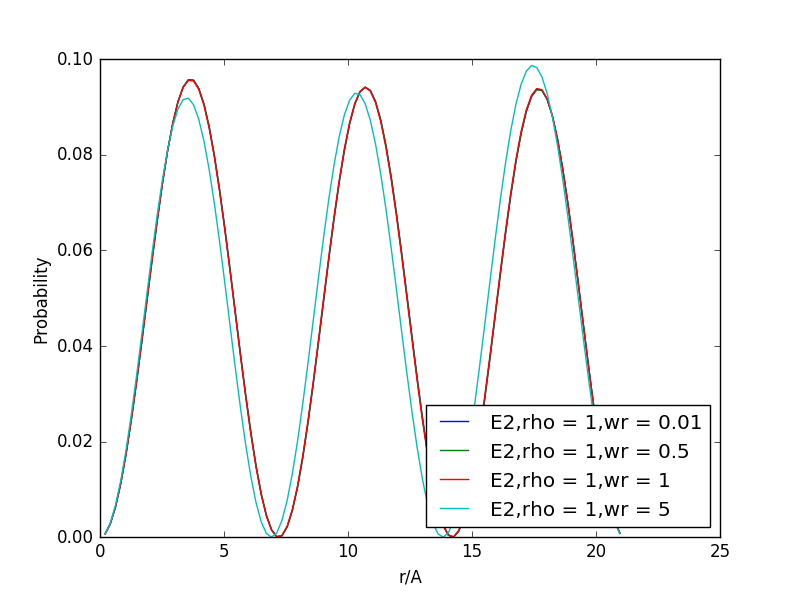 0.10
0.08
0.06
0.04
0.02
0.00
Probability
E2,rho = 1,wr = 0.01
E2,rho = 1,wr = 0.5
E2,rho = 1,wr = 1
E2,rho = 1,wr = 5
0 5 10 15 20 25
r/A